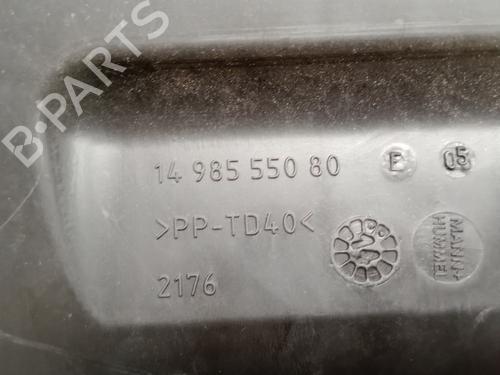 B-PARTS
14 985 550 80 E 05
>PP-TD40<
MANN+
HUMMEL
2176